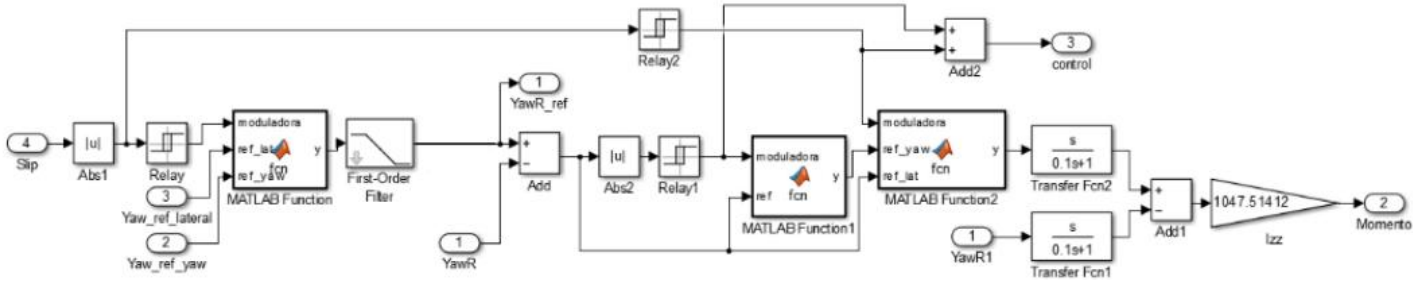 Relay2
+
+
Add2
3
control
1
YawR_ref
4
Slip
|u|
Abs1
Relay
moduladora
ref_lat
ref_yaw
fcn
y
MATLAB Function
First-Order
Filter
3
Yaw_ref_lateral
2
Yaw_ref_yaw
+
−
Add
1
YawR
|u|
Abs2
Relay1
moduladora
ref
fcn
y
MATLAB Function1
moduladora
ref_yaw
ref_lat
fcn
y
MATLAB Function2
s
0.1s+1
Transfer Fcn2
1
YawR1
s
0.1s+1
Transfer Fcn1
+
−
Add1
1047.51412
Izz
2
Momento